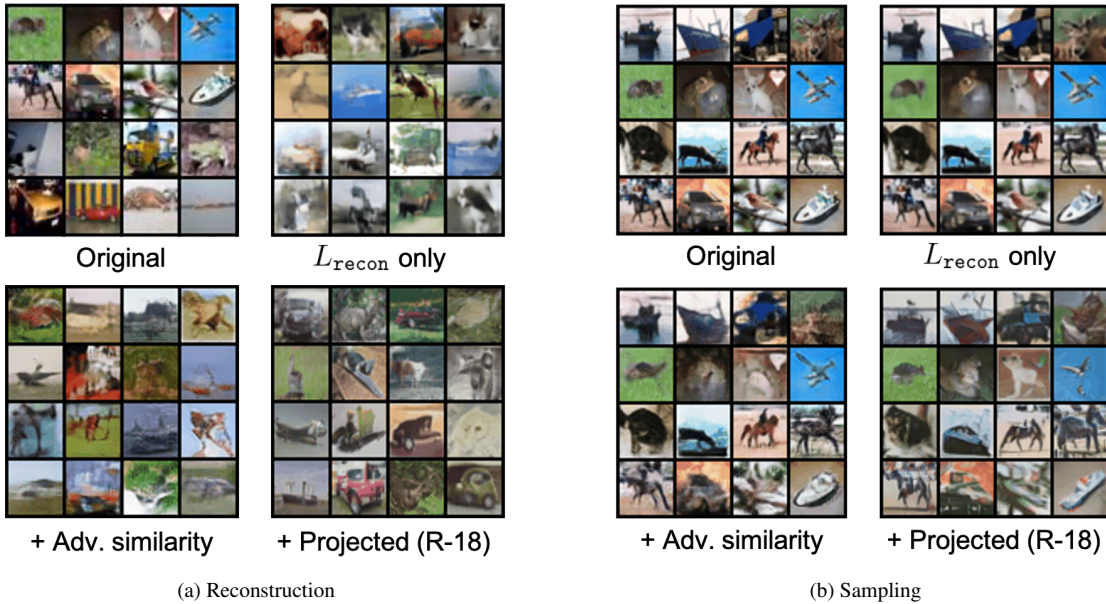 Original
L_recon only
+ Adv. similarity
+ Projected (R-18)
(a) Reconstruction
Original
L_recon only
+ Adv. similarity
+ Projected (R-18)
(b) Sampling